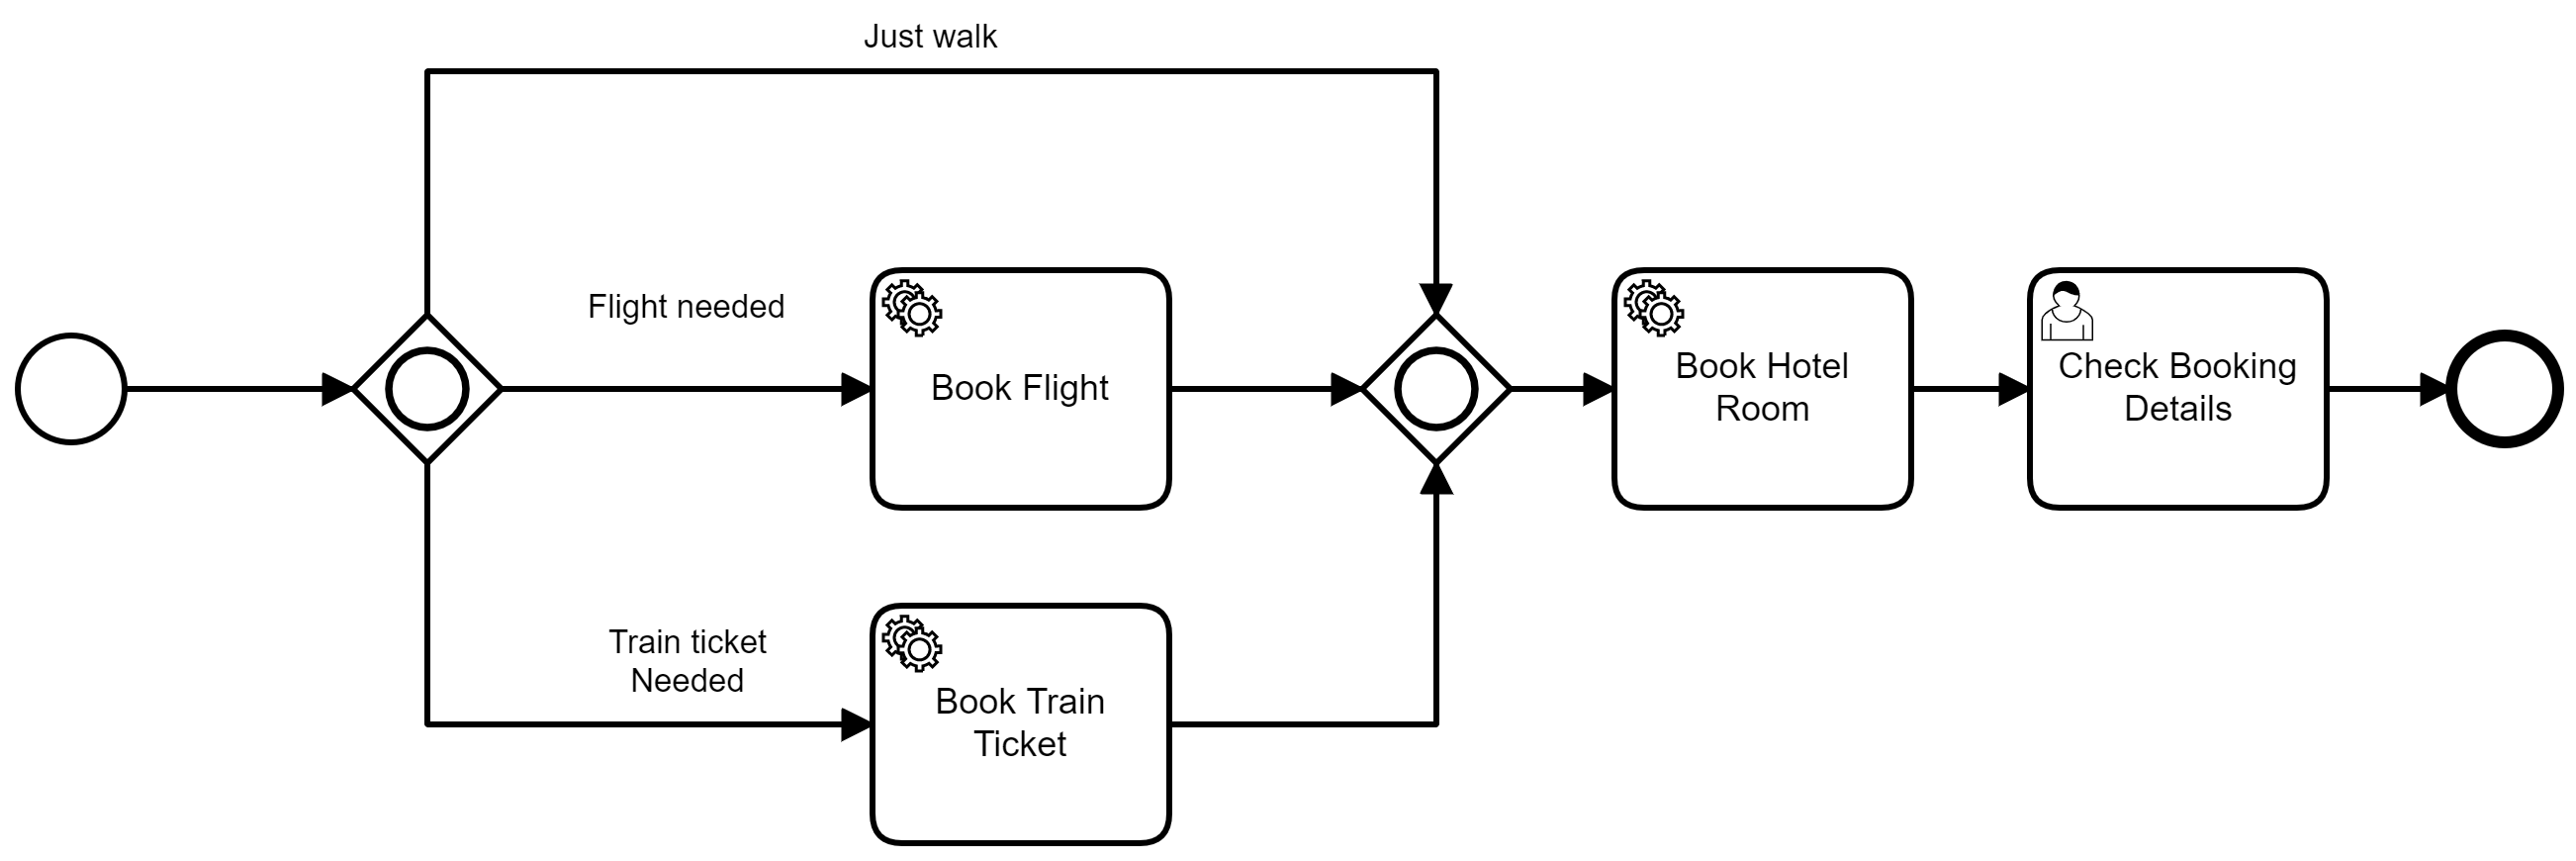 Just walk
Flight needed
Book Flight
Book Hotel
Room
Check Booking
Details
Train ticket
Needed
Book Train
Ticket